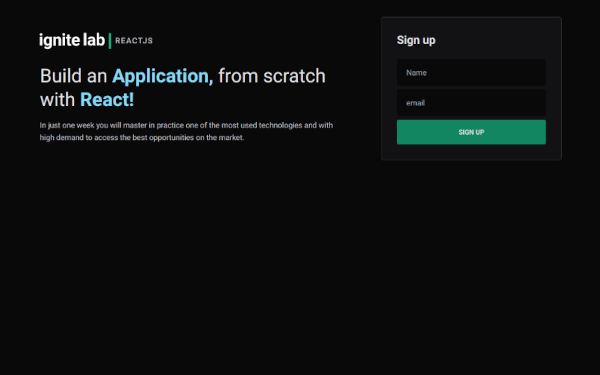 ignite lab | REACTJS
Build an Application, from scratch
with React!
In just one week you will master in practice one of the most used technologies and with
high demand to access the best opportunities on the market.
Sign up
Name
email
SIGN UP